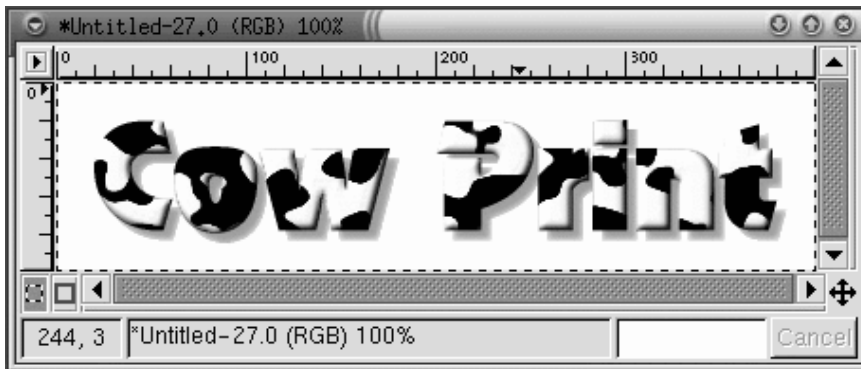 *Untitled-27.0 (RGB) 100%
0 100 200 300
0
Cow Print
244, 3 *Untitled-27.0 (RGB) 100% Cancel